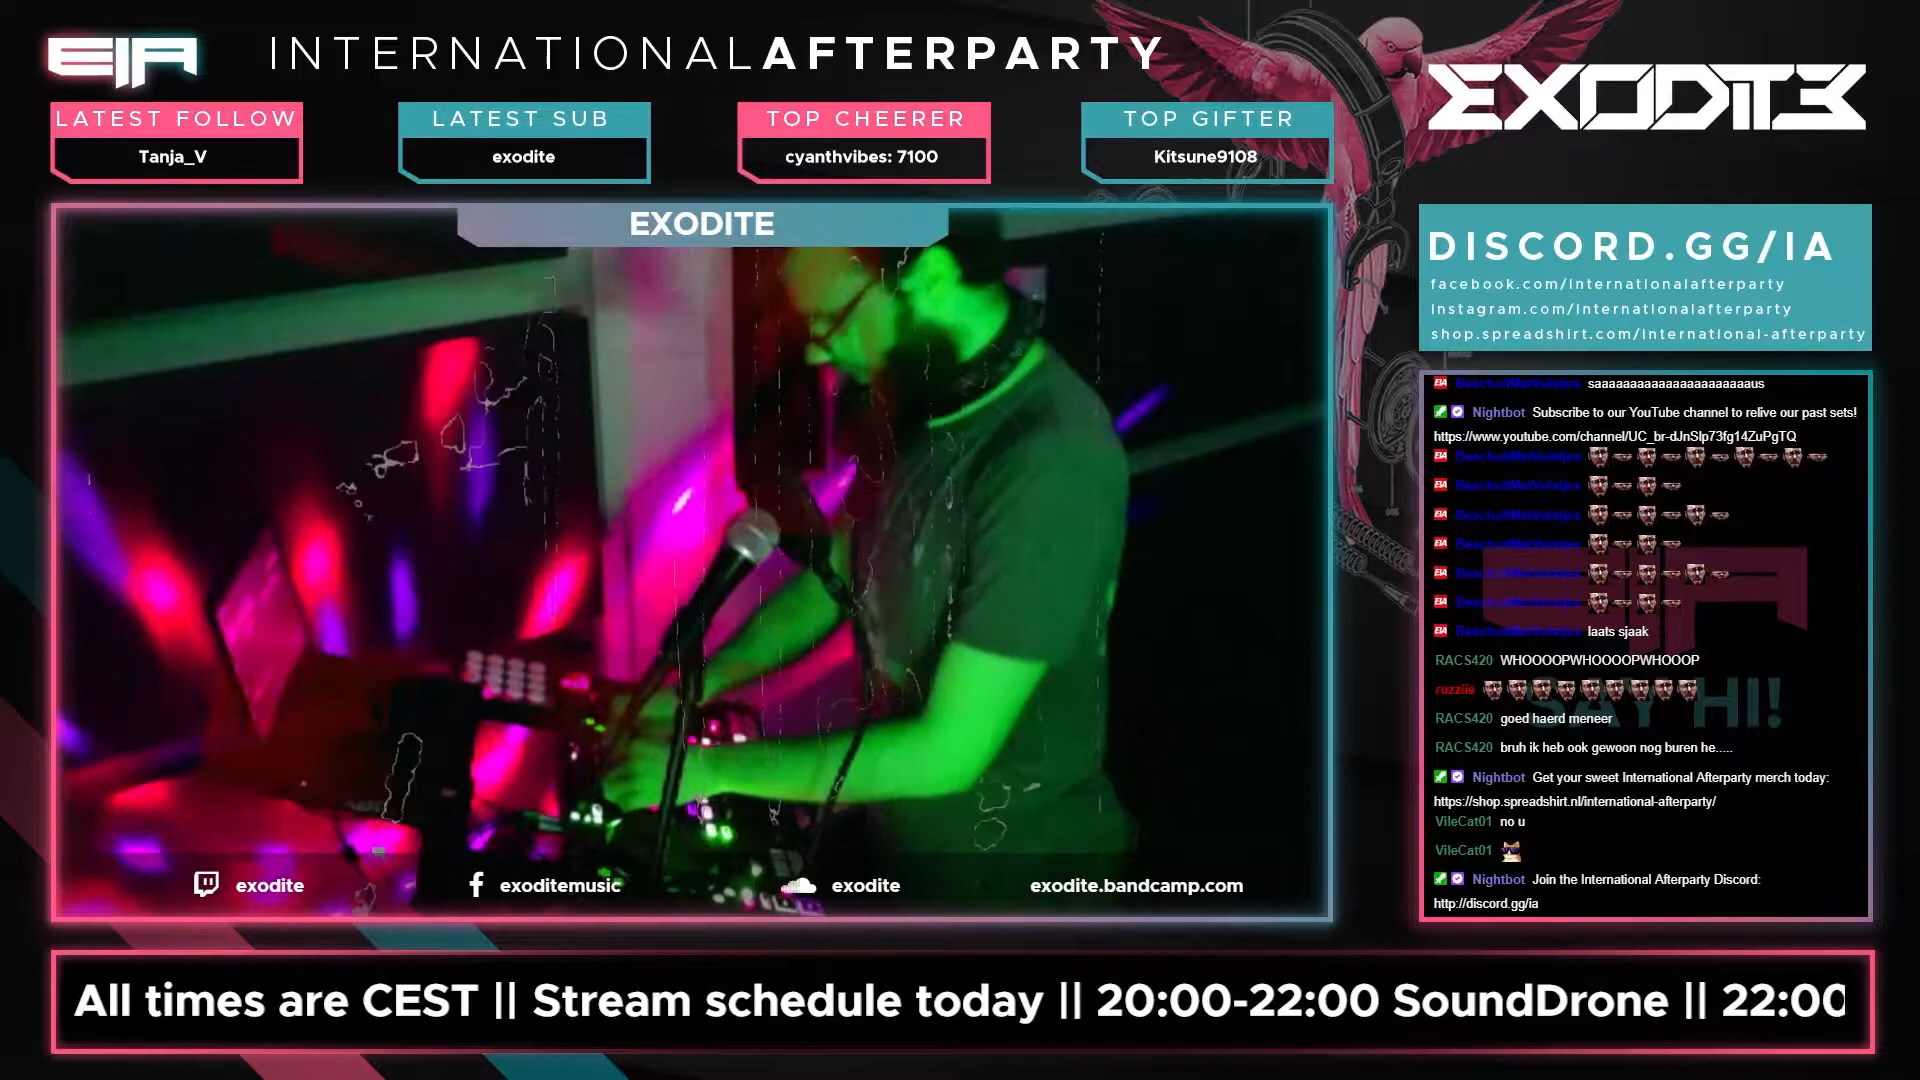 EIA
INTERNATIONALAFTERPARTY
EXODITE
LATEST FOLLOW
Tanja_V
LATEST SUB
exodite
TOP CHEERER
cyanthvibes: 7100
TOP GIFTER
Kitsune9108
EXODITE
exodite
exoditemusic
exodite
exodite.bandcamp.com
DISCORD.GG/IA
facebook.com/internationalafterparty
instagram.com/internationalafterparty
shop.spreadshirt.com/international-afterparty
saaaaaaaaaaaaaaaaaaaaaaaus
Nightbot Subscribe to our YouTube channel to relive our past sets!
https://www.youtube.com/channel/UC_br-dJnSlp73fg14ZuPgTQ
laats sjaak
RACS420 WHOOOOPWHOOOOPWHOOOP
ruzziie
RACS420 goed haerd meneer
RACS420 bruh ik heb ook gewoon nog buren he.....
Nightbot Get your sweet International Afterparty merch today:
https://shop.spreadshirt.nl/international-afterparty/
VileCat01 no u
VileCat01
Nightbot Join the International Afterparty Discord:
http://discord.gg/ia
SAY HI!
All times are CEST || Stream schedule today || 20:00-22:00 SoundDrone || 22:00